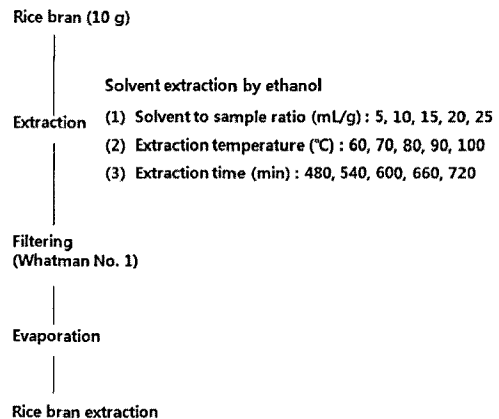 Rice bran (10 g)
Solvent extraction by ethanol
Extraction
(1) Solvent to sample ratio (mL/g) : 5, 10, 15, 20, 25
(2) Extraction temperature (℃) : 60, 70, 80, 90, 100
(3) Extraction time (min) : 480, 540, 600, 660, 720
Filtering
(Whatman No. 1)
Evaporation
Rice bran extraction